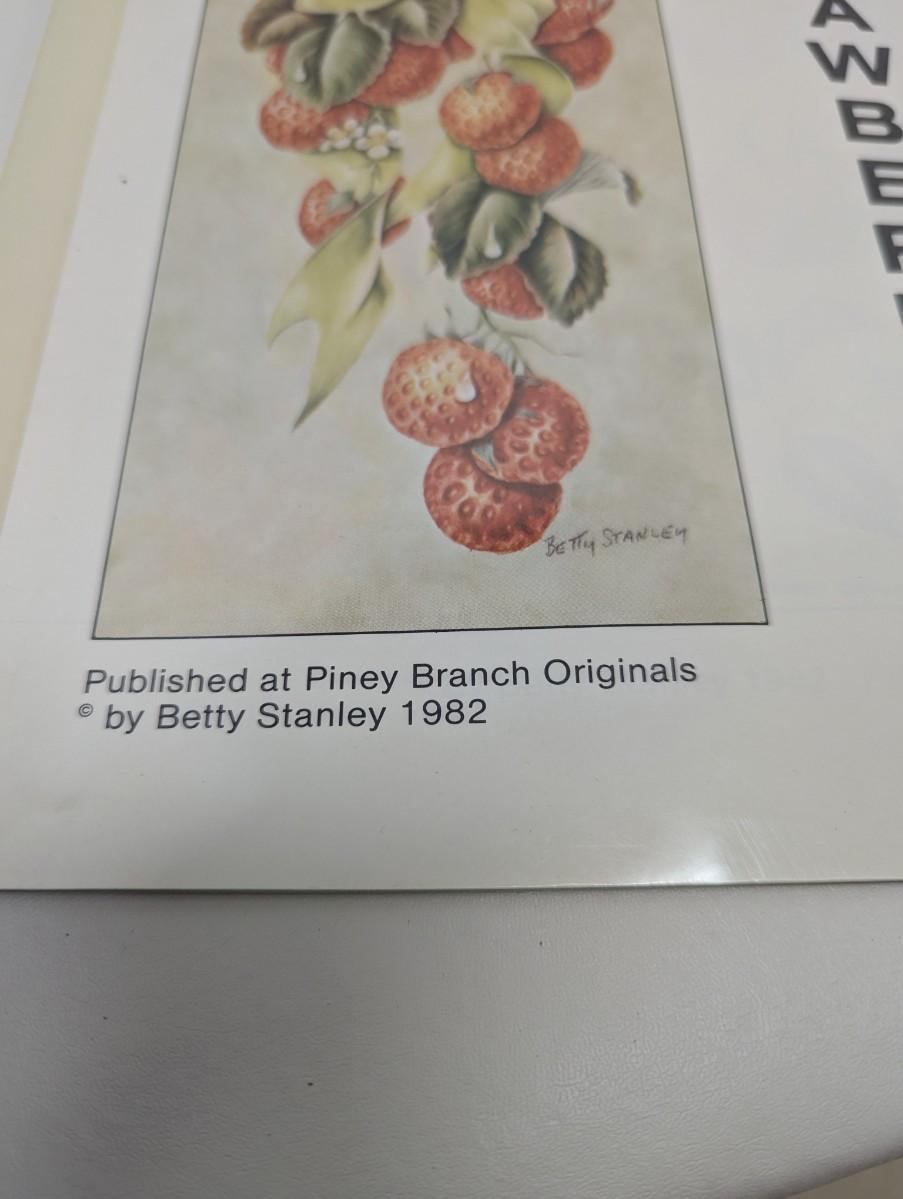 A
W
B
E
R
BETTy STANLEY
Published at Piney Branch Originals
© by Betty Stanley 1982